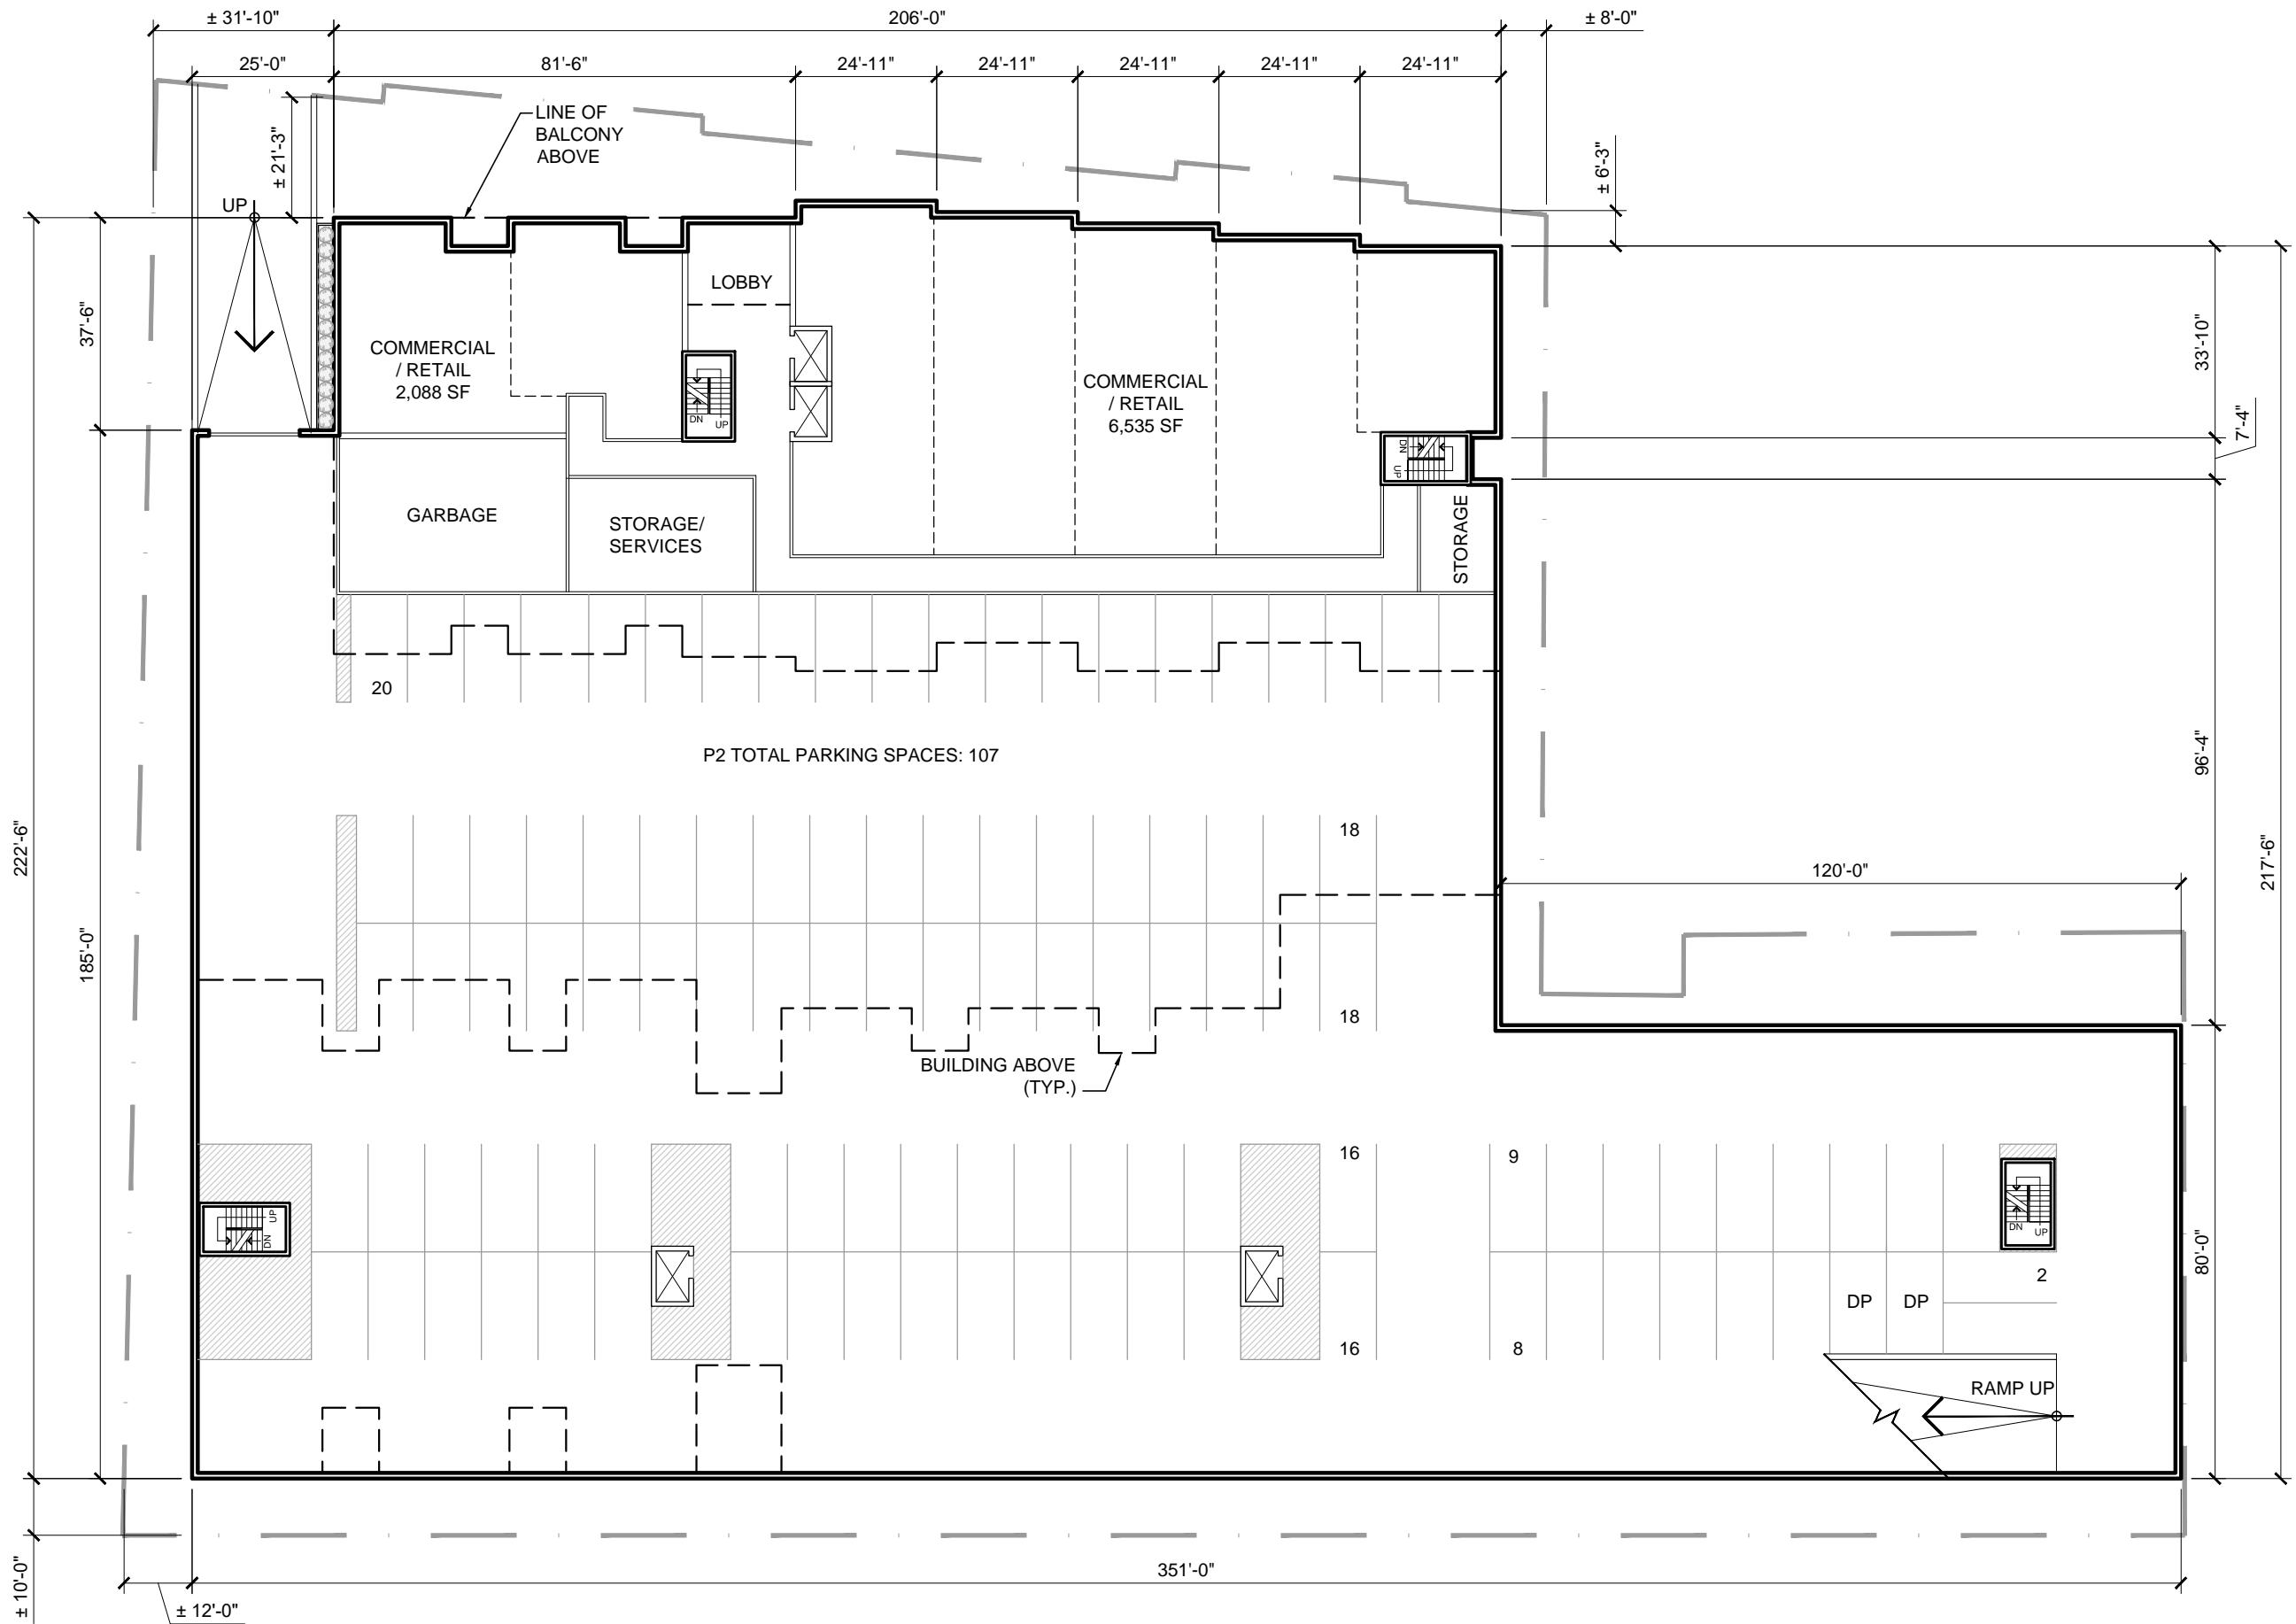 ± 31'-10"
206'-0"
± 8'-0"
25'-0"
81'-6"
24'-11"
24'-11"
24'-11"
24'-11"
24'-11"
LINE OF
BALCONY
ABOVE
± 21'-3"
± 6'-3"
UP
LOBBY
37'-6"
33'-10"
COMMERCIAL
/ RETAIL
2,088 SF
COMMERCIAL
/ RETAIL
6,535 SF
DN
UP
DN
UP
7'-4"
GARBAGE
STORAGE/
SERVICES
STORAGE
20
P2 TOTAL PARKING SPACES: 107
96'-4"
222'-6"
18
120'-0"
217'-6"
185'-0"
18
BUILDING ABOVE
(TYP.)
16
9
UP
DN
DN
UP
80'-0"
2
DP
DP
16
8
RAMP UP
351'-0"
± 10'-0"
± 12'-0"